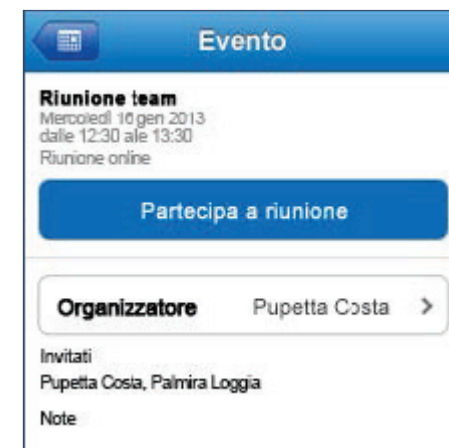 Evento
Riunione team
Mercoledì 16 gen 2013
dalle 12:30 alle 13:30
Riunione online
Partecipa a riunione
Organizzatore Pupetta Costa
Invitati
Pupetta Costa, Palmira Loggia
Note